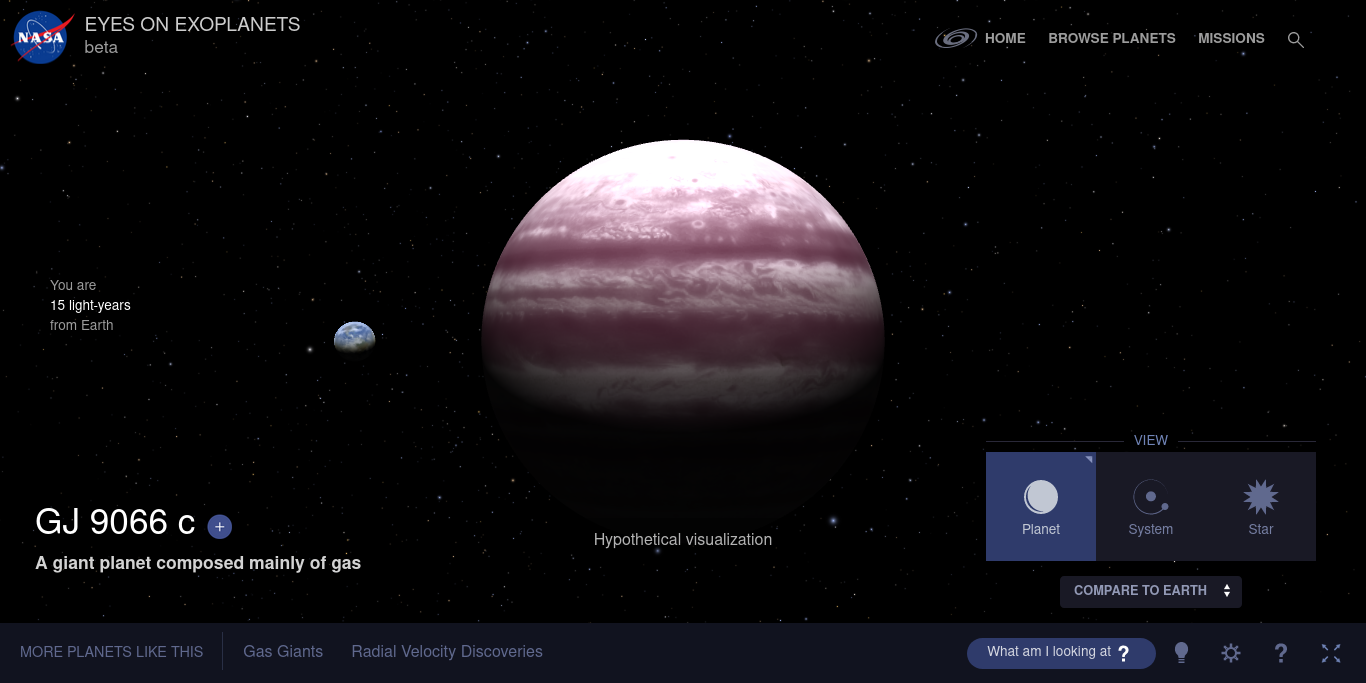 NASA
EYES ON EXOPLANETS
beta
HOME
BROWSE PLANETS
MISSIONS
You are
15 light-years
from Earth
GJ 9066 c +
A giant planet composed mainly of gas
Hypothetical visualization
VIEW
Planet
System
Star
COMPARE TO EARTH
MORE PLANETS LIKE THIS
Gas Giants
Radial Velocity Discoveries
What am I looking at ?
?